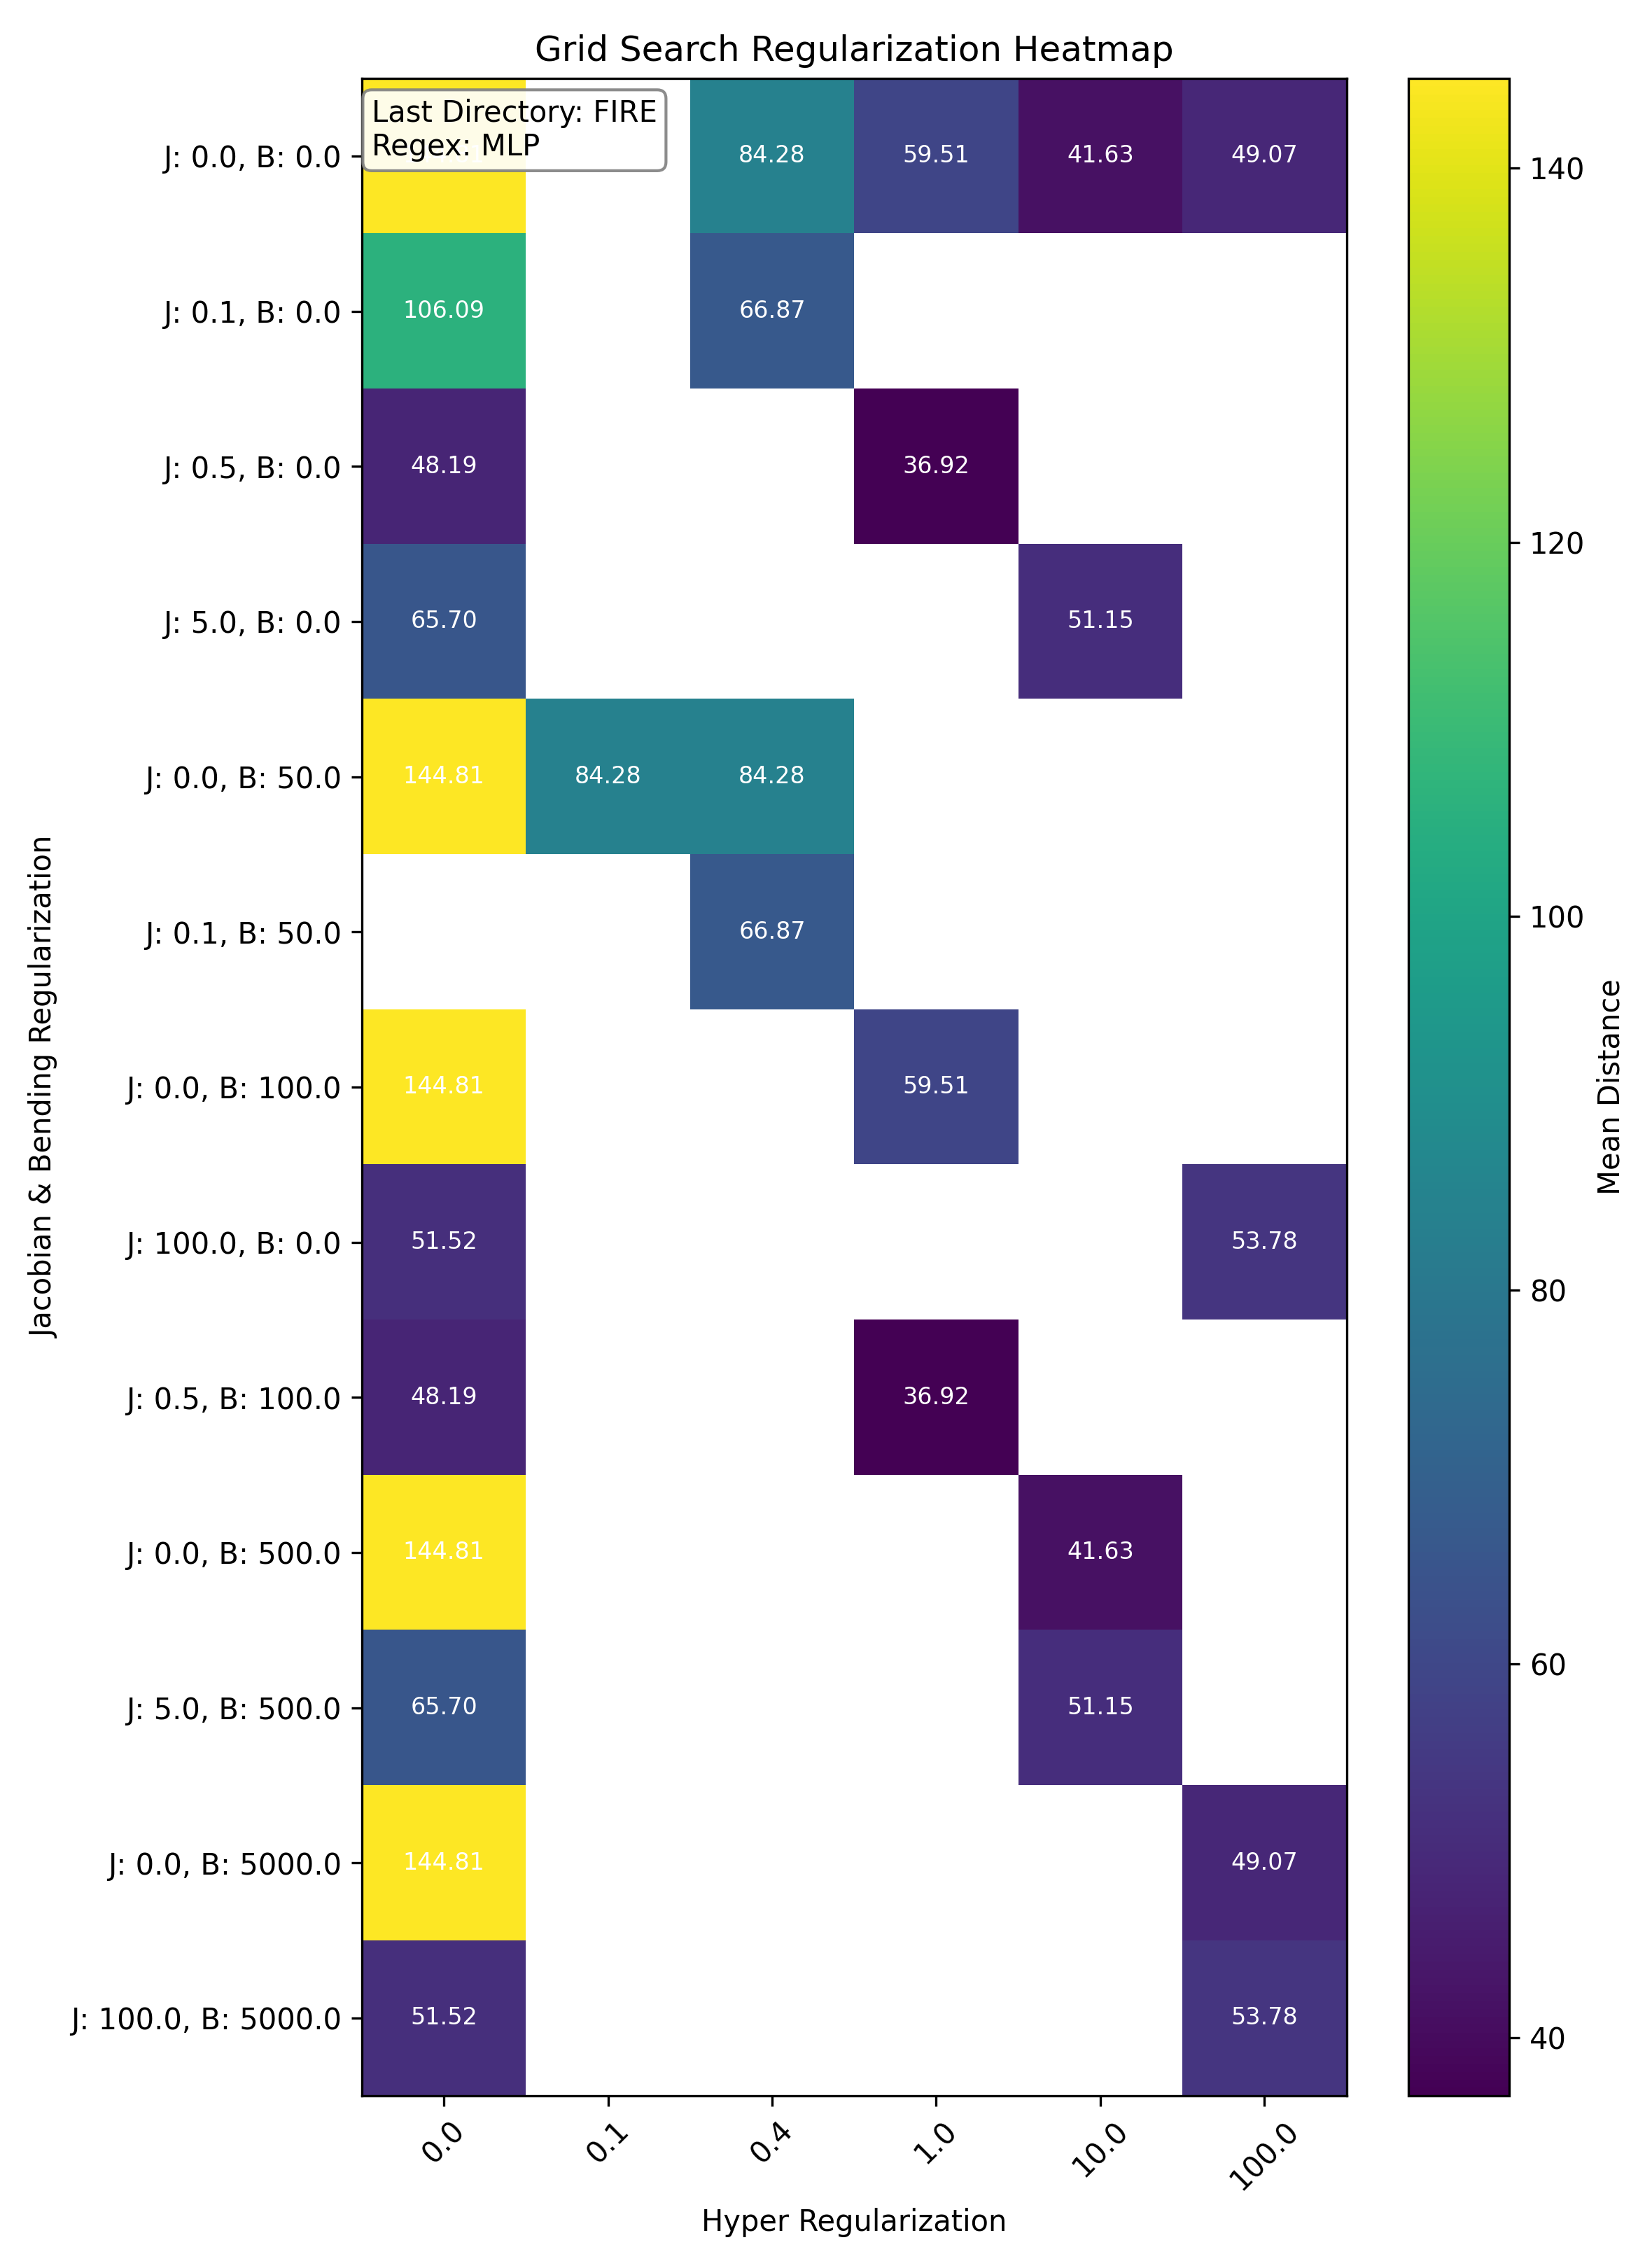 Grid Search Regularization Heatmap
Last Directory: FIRE
Regex: MLP
J: 0.0, B: 0.0 84.28 59.51 41.63 49.07
J: 0.1, B: 0.0 106.09 66.87
J: 0.5, B: 0.0 48.19 36.92
J: 5.0, B: 0.0 65.70 51.15
J: 0.0, B: 50.0 144.81 84.28 84.28
J: 0.1, B: 50.0 66.87
J: 0.0, B: 100.0 144.81 59.51
J: 100.0, B: 0.0 51.52 53.78
J: 0.5, B: 100.0 48.19 36.92
J: 0.0, B: 500.0 144.81 41.63
J: 5.0, B: 500.0 65.70 51.15
J: 0.0, B: 5000.0 144.81 49.07
J: 100.0, B: 5000.0 51.52 53.78
0.0 0.1 0.4 1.0 10.0 100.0
Hyper Regularization
Jacobian & Bending Regularization
140
120
100
80
60
40
Mean Distance